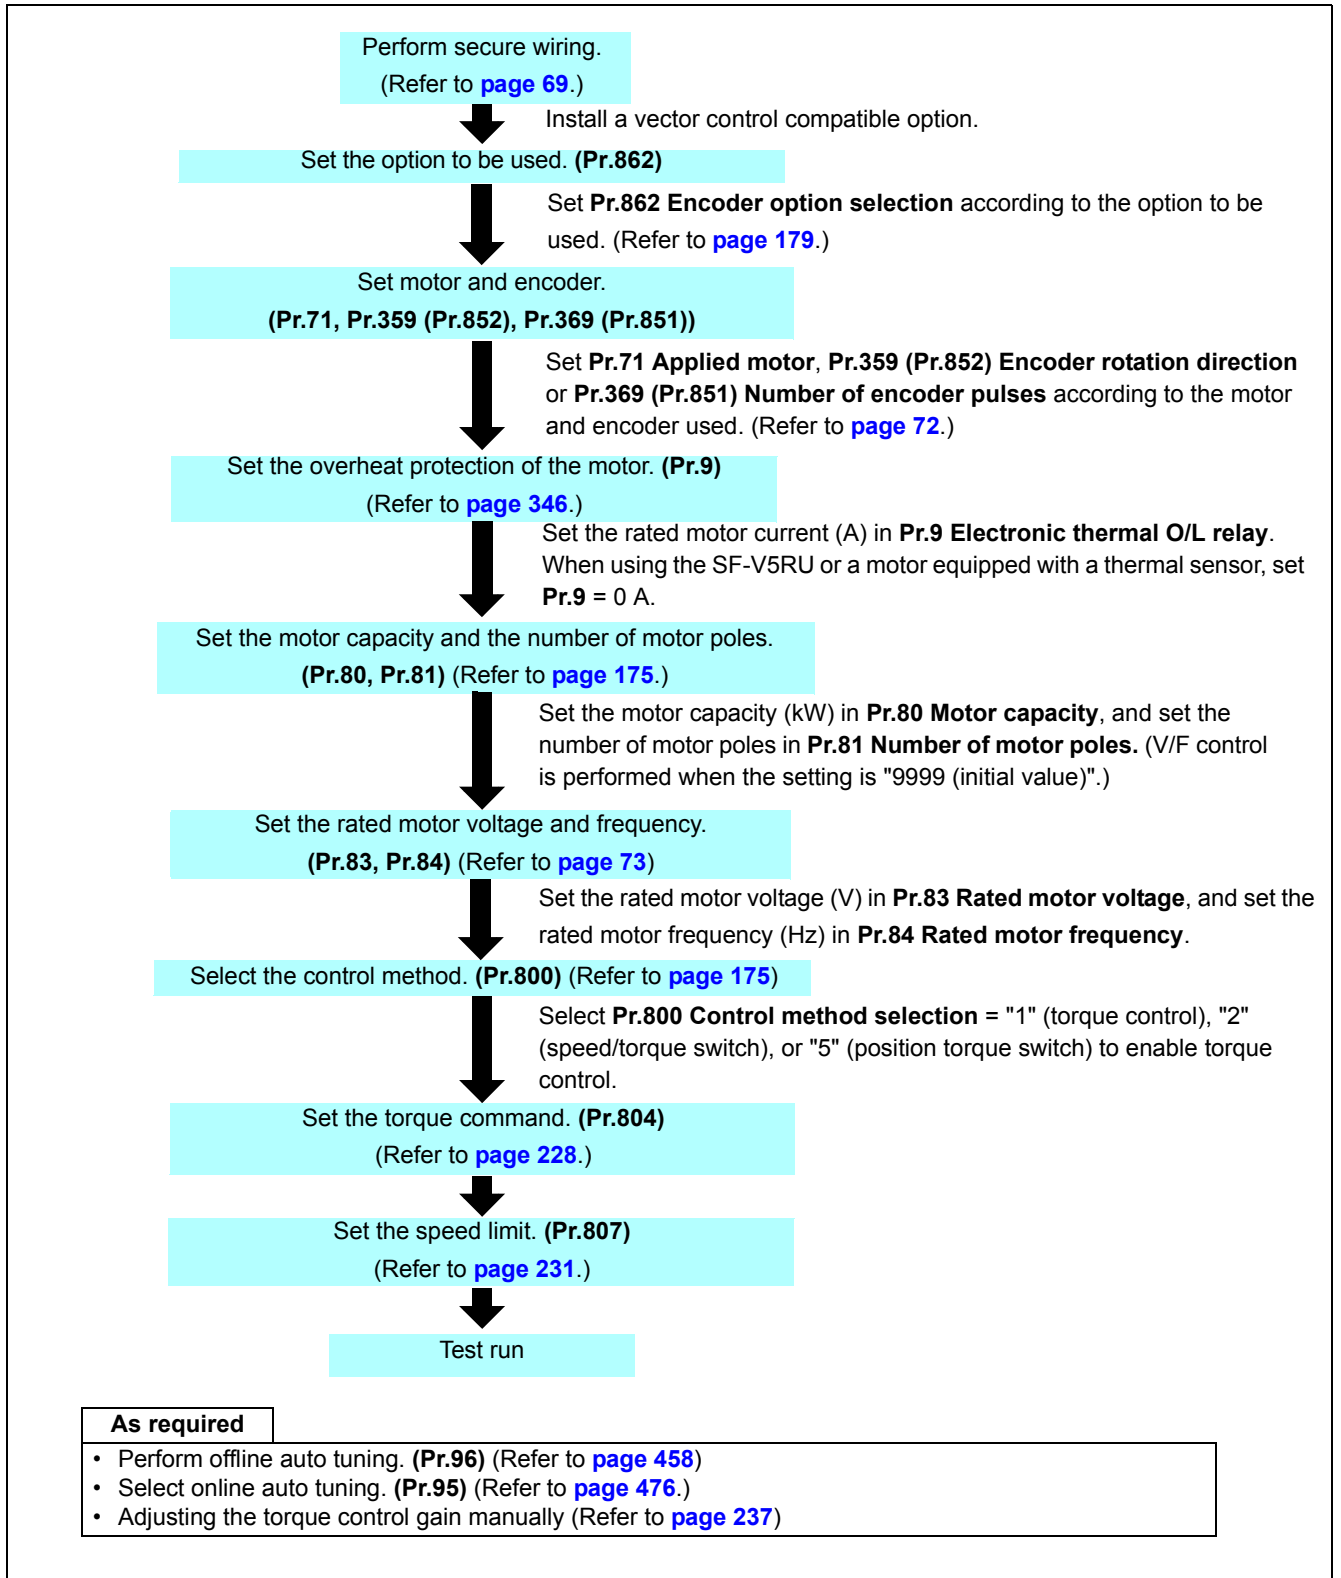 Perform secure wiring.
(Refer to page 69.)
Install a vector control compatible option.
Set the option to be used. (Pr.862)
Set Pr.862 Encoder option selection according to the option to be
used. (Refer to page 179.)
Set motor and encoder.
(Pr.71, Pr.359 (Pr.852), Pr.369 (Pr.851))
Set Pr.71 Applied motor, Pr.359 (Pr.852) Encoder rotation direction
or Pr.369 (Pr.851) Number of encoder pulses according to the motor
and encoder used. (Refer to page 72.)
Set the overheat protection of the motor. (Pr.9)
(Refer to page 346.)
Set the rated motor current (A) in Pr.9 Electronic thermal O/L relay.
When using the SF-V5RU or a motor equipped with a thermal sensor, set
Pr.9 = 0 A.
Set the motor capacity and the number of motor poles.
(Pr.80, Pr.81) (Refer to page 175.)
Set the motor capacity (kW) in Pr.80 Motor capacity, and set the
number of motor poles in Pr.81 Number of motor poles. (V/F control
is performed when the setting is "9999 (initial value)".)
Set the rated motor voltage and frequency.
(Pr.83, Pr.84) (Refer to page 73)
Set the rated motor voltage (V) in Pr.83 Rated motor voltage, and set the
rated motor frequency (Hz) in Pr.84 Rated motor frequency.
Select the control method. (Pr.800) (Refer to page 175)
Select Pr.800 Control method selection = "1" (torque control), "2"
(speed/torque switch), or "5" (position torque switch) to enable torque
control.
Set the torque command. (Pr.804)
(Refer to page 228.)
Set the speed limit. (Pr.807)
(Refer to page 231.)
Test run
As required
• Perform offline auto tuning. (Pr.96) (Refer to page 458)
• Select online auto tuning. (Pr.95) (Refer to page 476.)
• Adjusting the torque control gain manually (Refer to page 237)